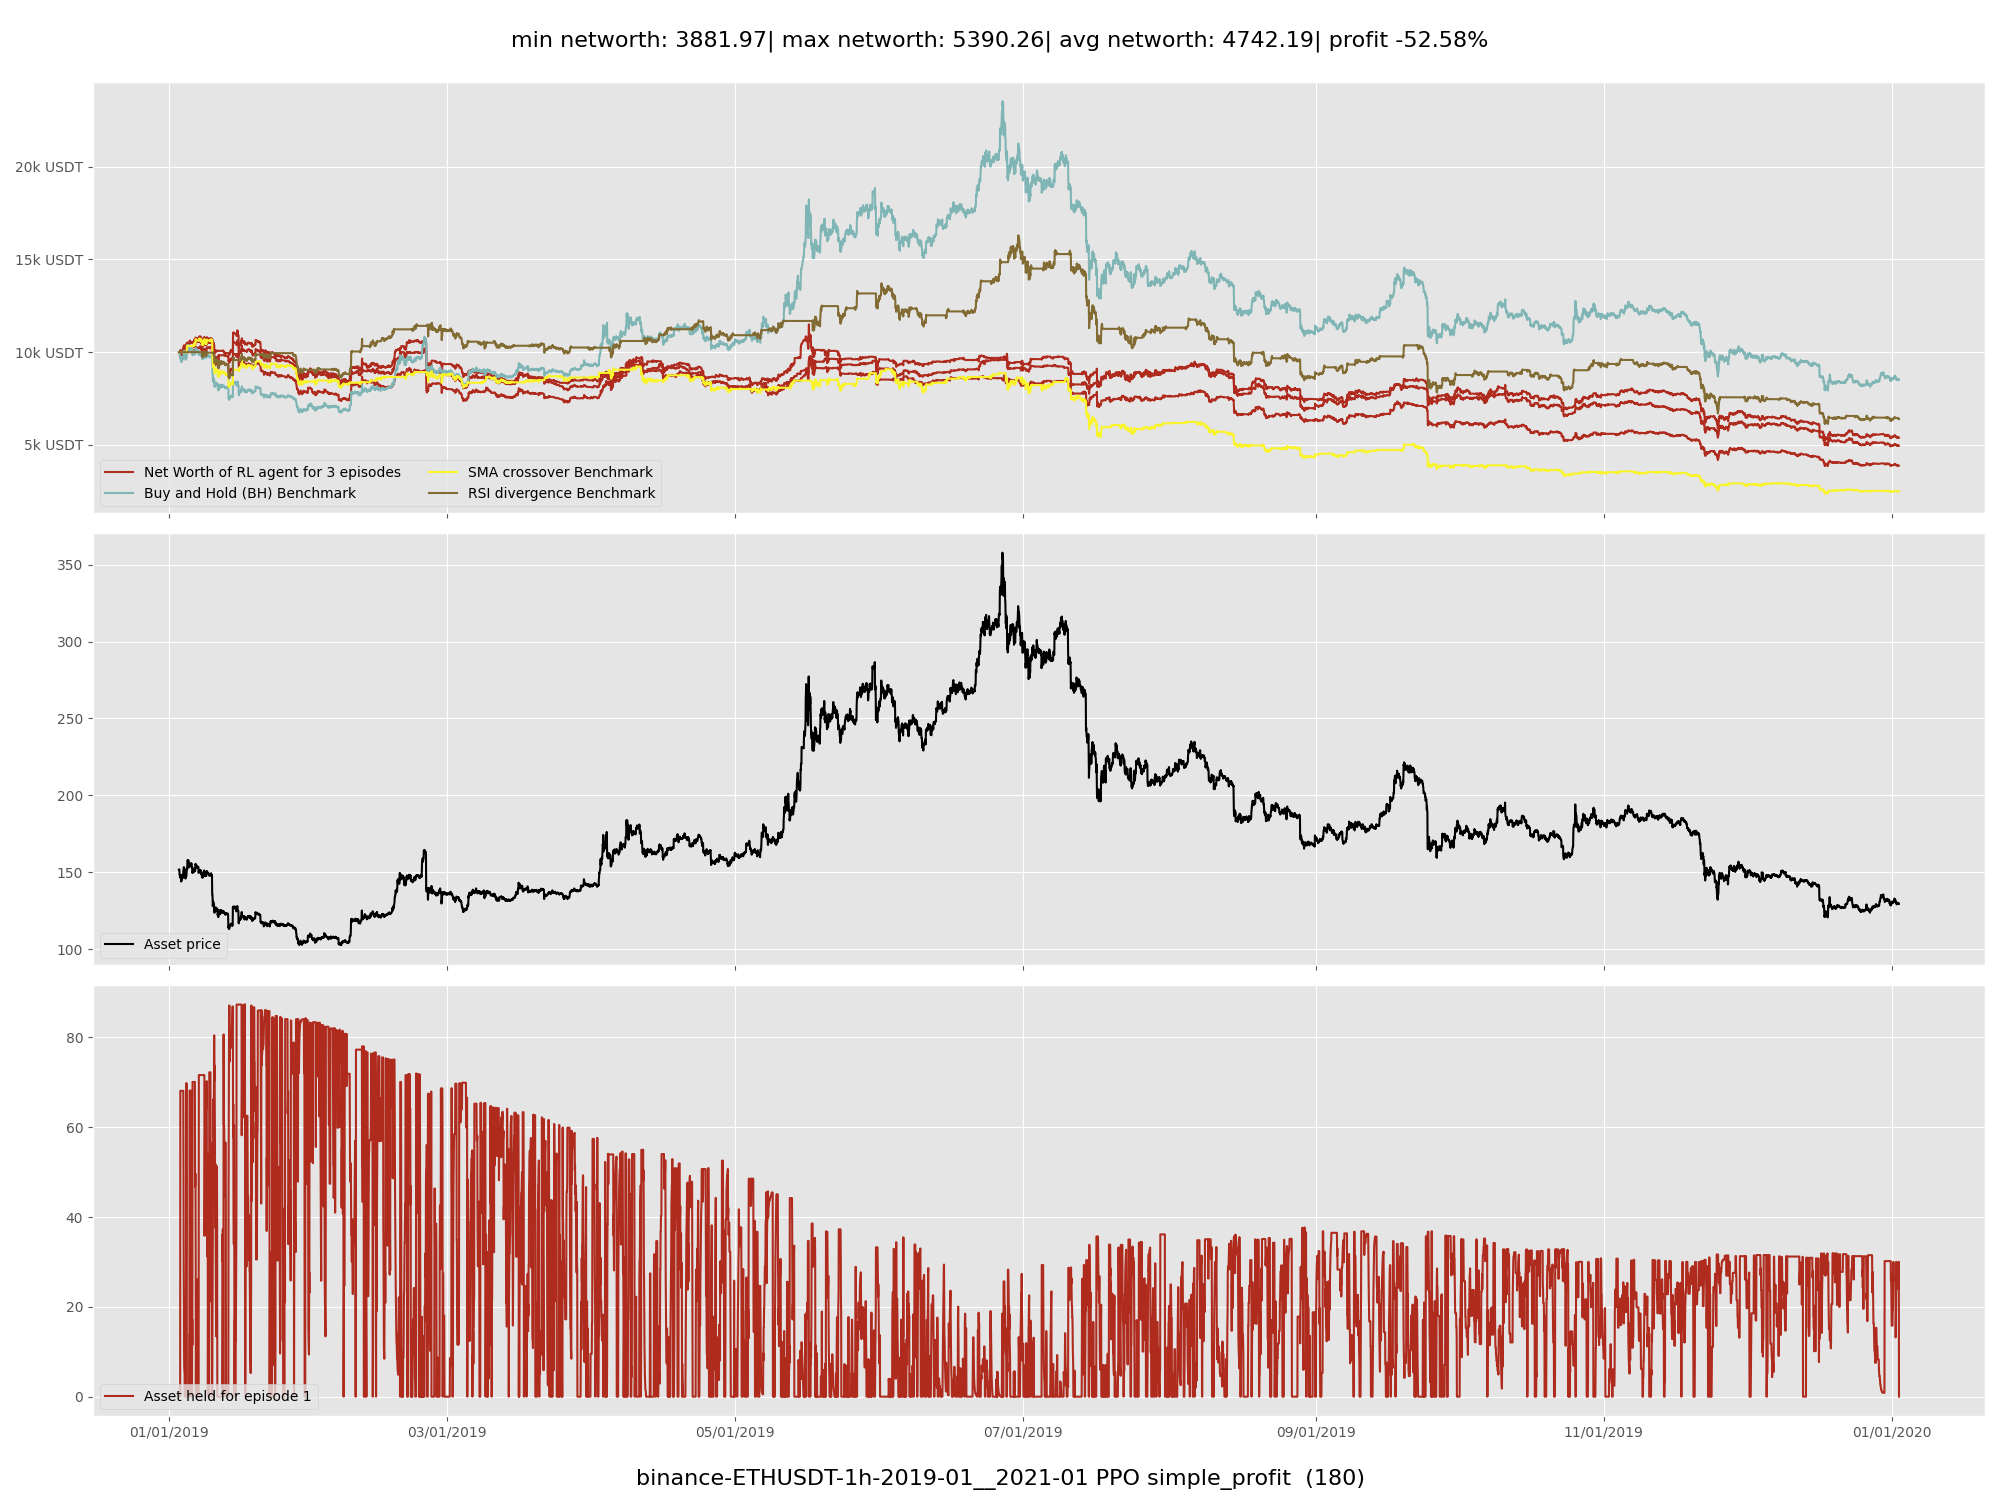 min networth: 3881.97| max networth: 5390.26| avg networth: 4742.19| profit -52.58%
20k USDT
15k USDT
10k USDT
5k USDT
Net Worth of RL agent for 3 episodes
Buy and Hold (BH) Benchmark
SMA crossover Benchmark
RSI divergence Benchmark
350
300
250
200
150
100
Asset price
80
60
40
20
0
Asset held for episode 1
01/01/2019 03/01/2019 05/01/2019 07/01/2019 09/01/2019 11/01/2019 01/01/2020
binance-ETHUSDT-1h-2019-01__2021-01 PPO simple_profit (180)